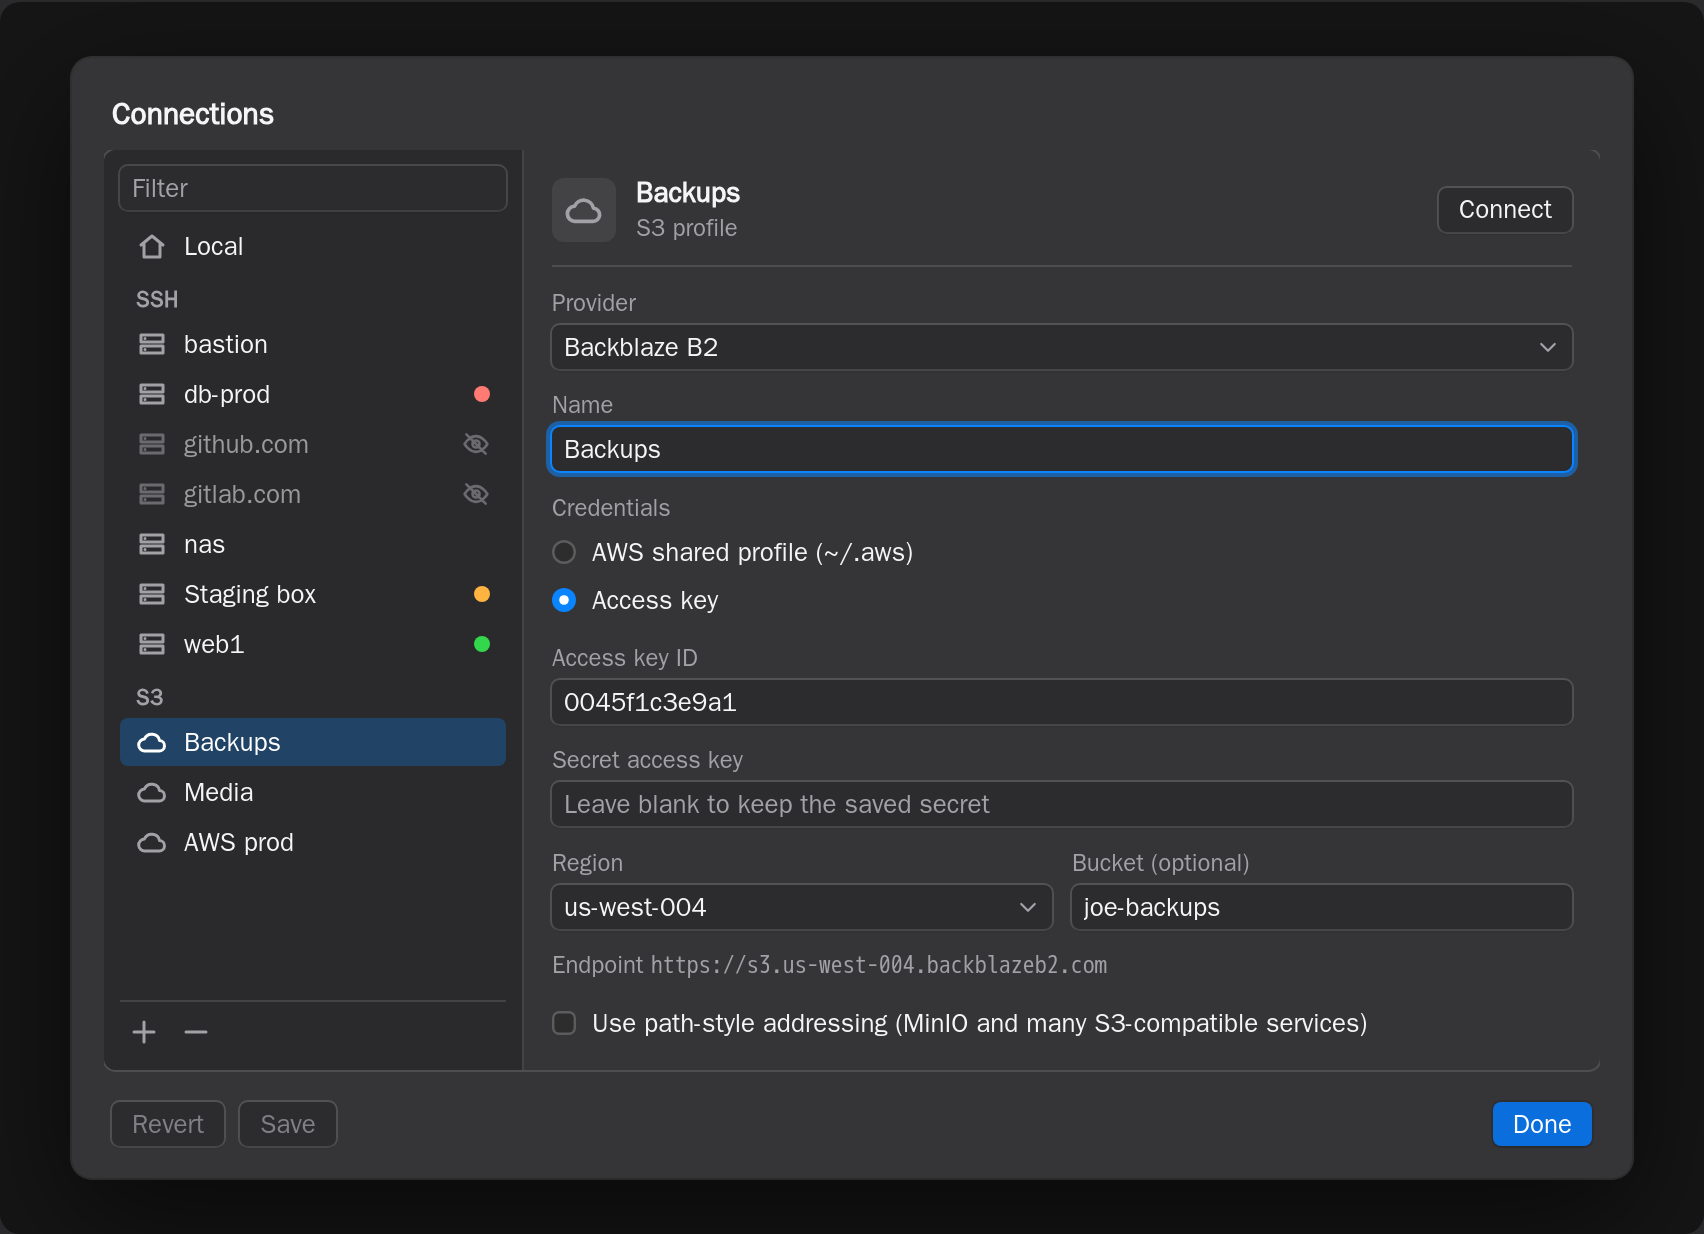 Connections
Filter
Local
SSH
bastion
db-prod
github.com
gitlab.com
nas
Staging box
web1
S3
Backups
Media
AWS prod
Backups
S3 profile
Connect
Provider
Backblaze B2
Name
Backups
Credentials
AWS shared profile (~/.aws)
Access key
Access key ID
0045f1c3e9a1
Secret access key
Leave blank to keep the saved secret
Region
us-west-004
Bucket (optional)
joe-backups
Endpoint https://s3.us-west-004.backblazeb2.com
Use path-style addressing (MinIO and many S3-compatible services)
Revert
Save
Done